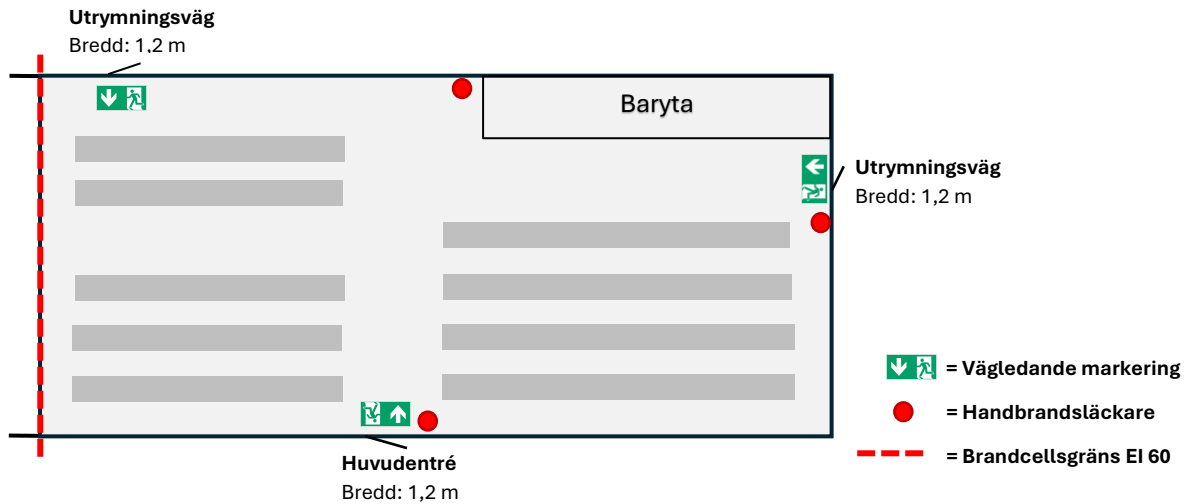 Utrymningsväg
Bredd: 1,2 m
Baryta
Utrymningsväg
Bredd: 1,2 m
= Vägledande markering
= Handbrandsläckare
= Brandcellsgräns EI 60
Huvudentré
Bredd: 1,2 m